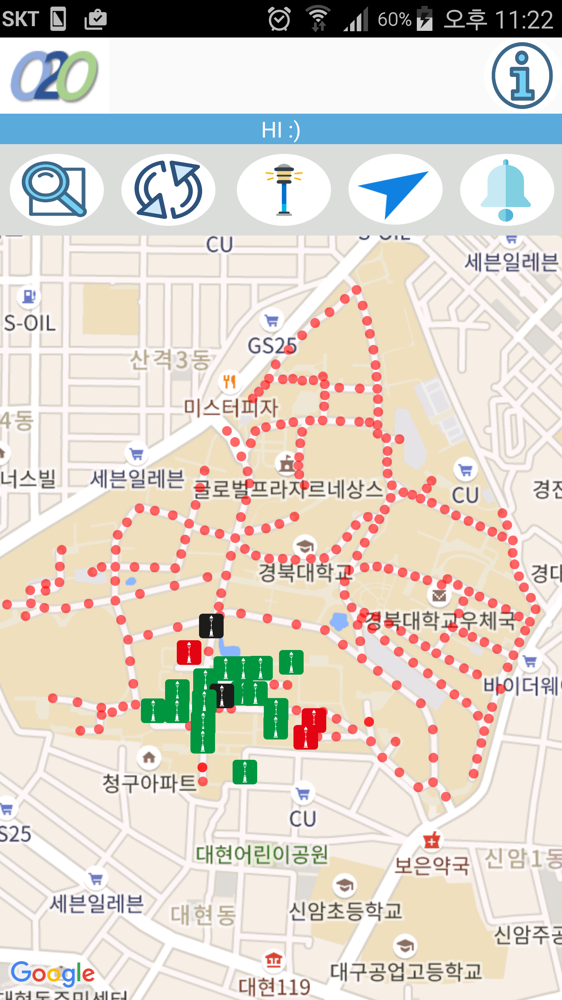 SKT 60% 오후 11:22
O2O
HI :)
CU
S-OIL
세븐일레븐
S-OIL
GS25
산격3동
미스터피자
4동
너스빌
세븐일레븐
글로벌프라자르네상스
CU
경북대학교
경대
경북대학교우체국
바이더웨
청구아파트
CU
S25
대현어린이공원
보은약국
신암1동
세븐일레븐
대현동
신암초등학교
신암주공
Google
대구공업고등학교
대현119
대현동주민센터